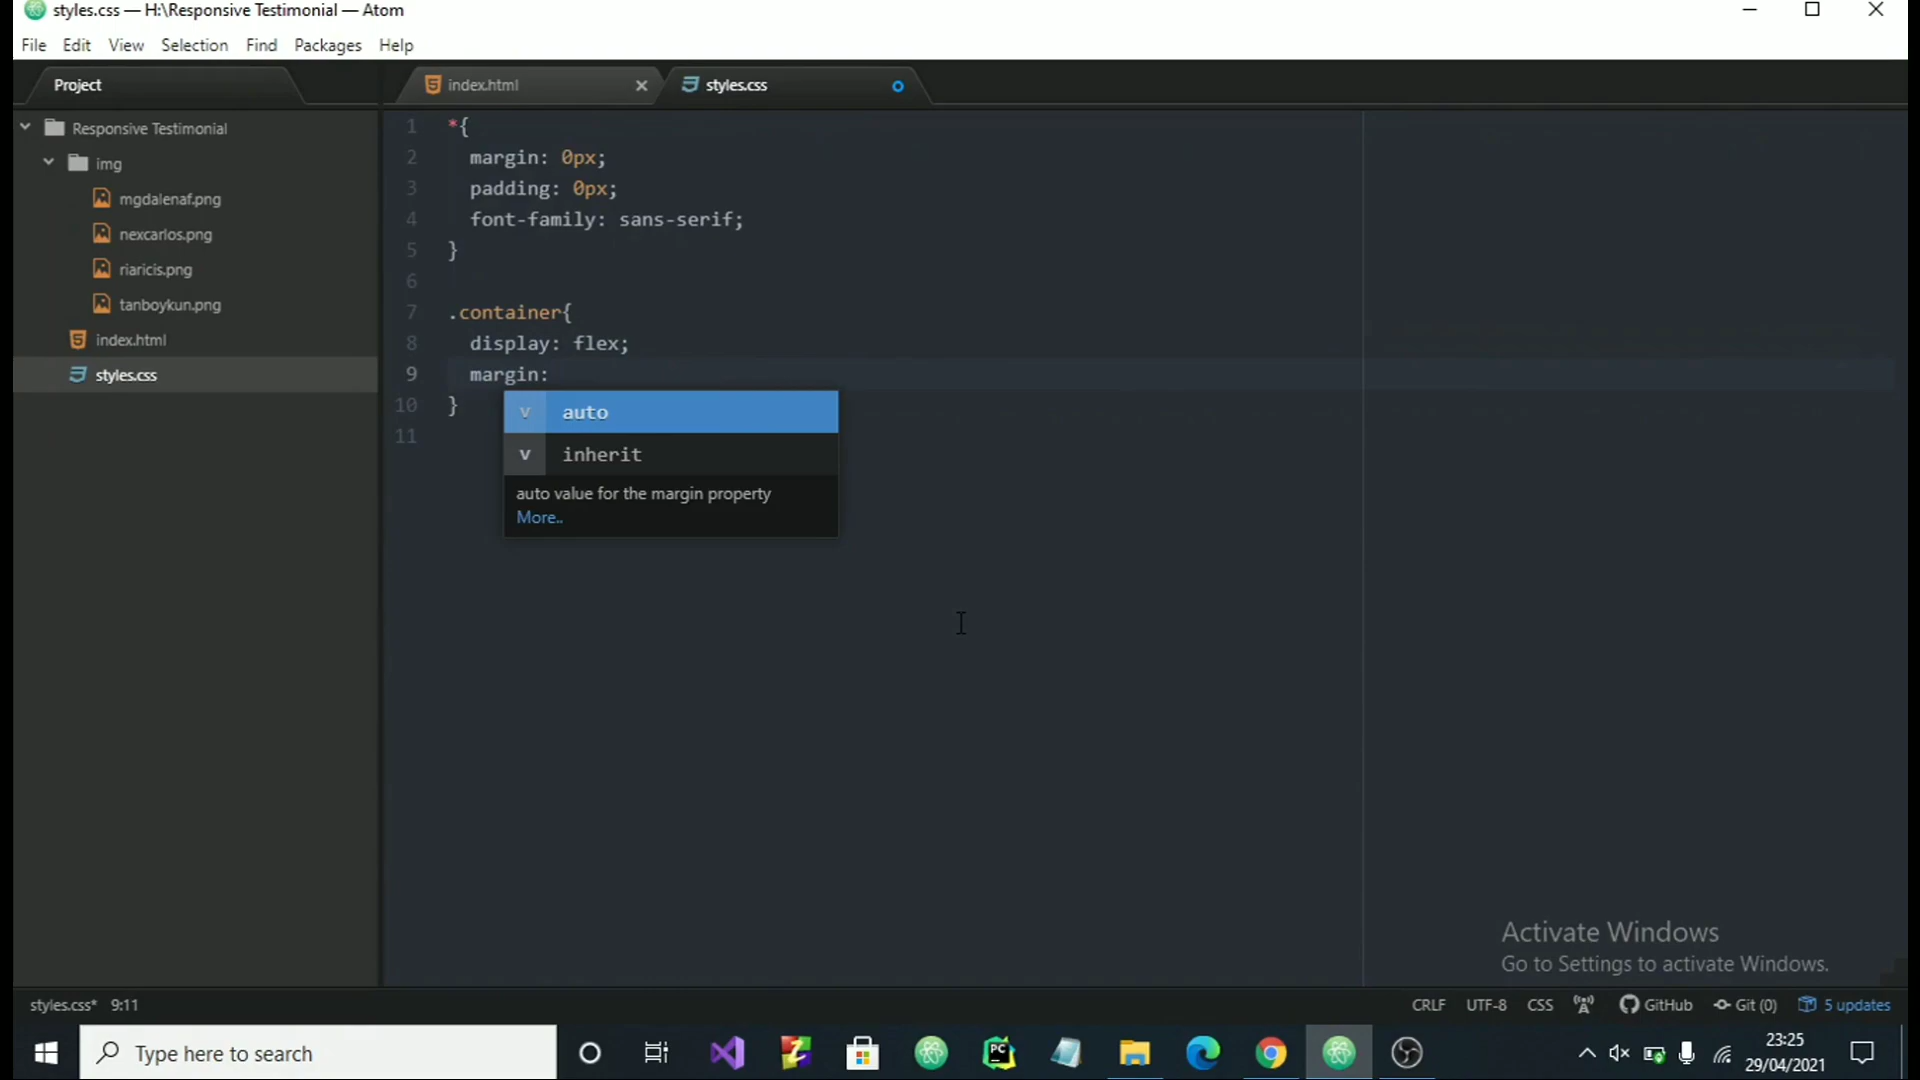 styles.css — H:\Responsive Testimonial — Atom
File Edit View Selection Find Packages Help
Project
index.html
styles.css
Responsive Testimonial
img
mgdalenaf.png
nexcarlos.png
riaricis.png
tanboykun.png
index.html
styles.css
1 *{
2 margin: 0px;
3 padding: 0px;
4 font-family: sans-serif;
5 }
6
7 .container{
8 display: flex;
9 margin:
10 }
11
v auto
v inherit
auto value for the margin property
More..
Activate Windows
Go to Settings to activate Windows.
styles.css* 9:11 CRLF UTF-8 CSS GitHub Git (0) 5 updates
Type here to search
PC
23:25
29/04/2021